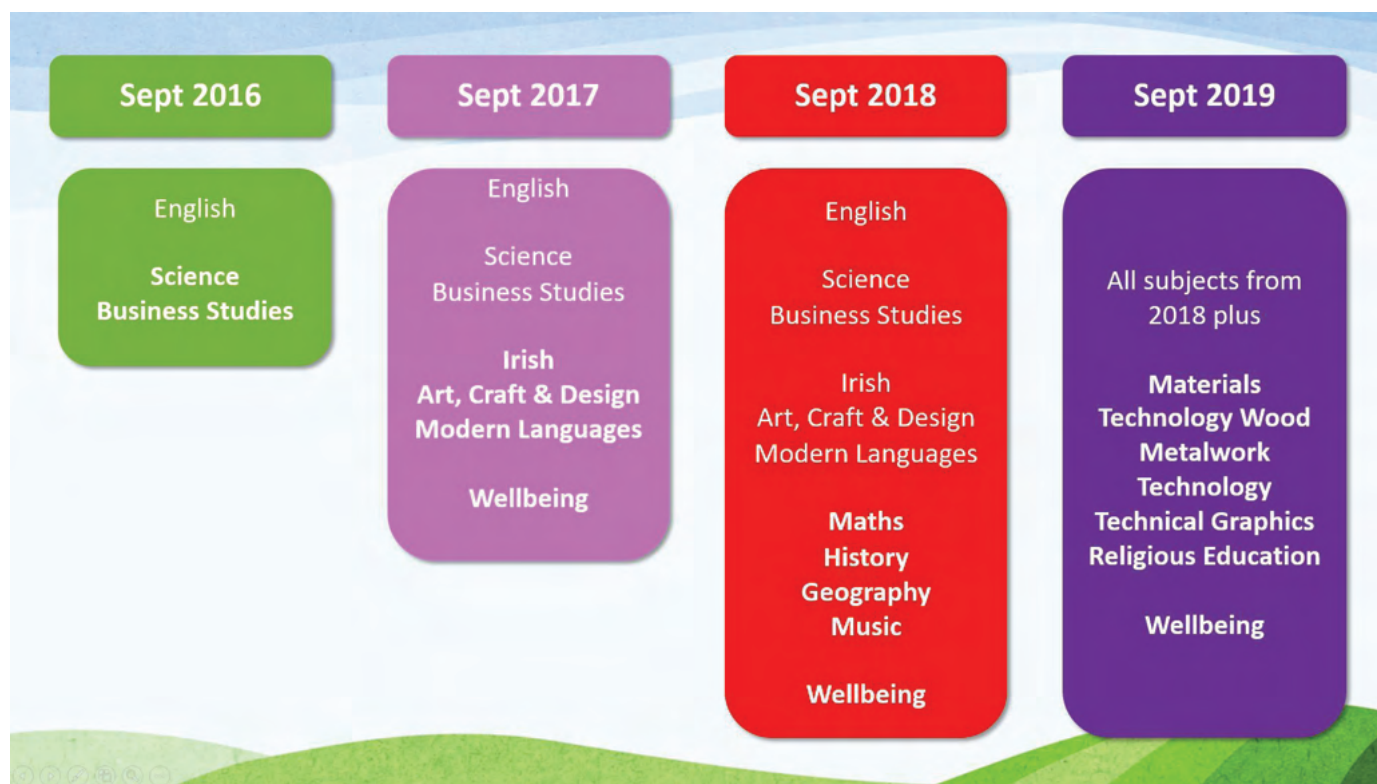 Sept 2016
English
Science
Business Studies
Sept 2017
English
Science
Business Studies
Irish
Art, Craft & Design
Modern Languages
Wellbeing
Sept 2018
English
Science
Business Studies
Irish
Art, Craft & Design
Modern Languages
Maths
History
Geography
Music
Wellbeing
Sept 2019
All subjects from
2018 plus
Materials
Technology Wood
Metalwork
Technology
Technical Graphics
Religious Education
Wellbeing